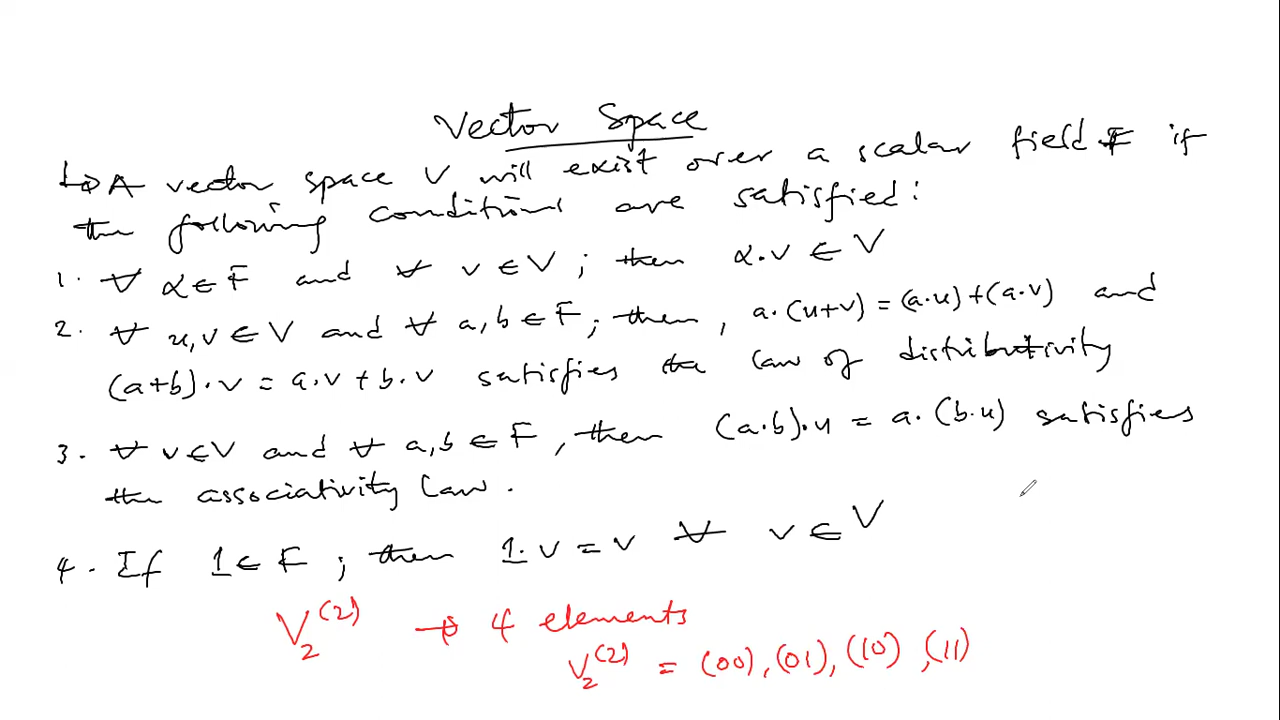 Vector Space
↳ A vector space V will exist over a scalar field F if
the following conditions are satisfied:
1. ∀ α ∈ F and ∀ v ∈ V ; then α.v ∈ V
2. ∀ u,v ∈ V and ∀ a,b ∈ F ; then, a.(u+v) = (a.u)+(a.v) and
(a+b).v = a.v + b.v satisfies the law of distributivity
3. ∀ v ∈ V and ∀ a,b ∈ F, then (a.b).u = a.(b.u) satisfies
the associativity law.
4. If 1 ∈ F ; then 1.v = v ∀ v ∈ V
V₂⁽²⁾ → 4 elements
V₂⁽²⁾ = (00), (01), (10), (11)